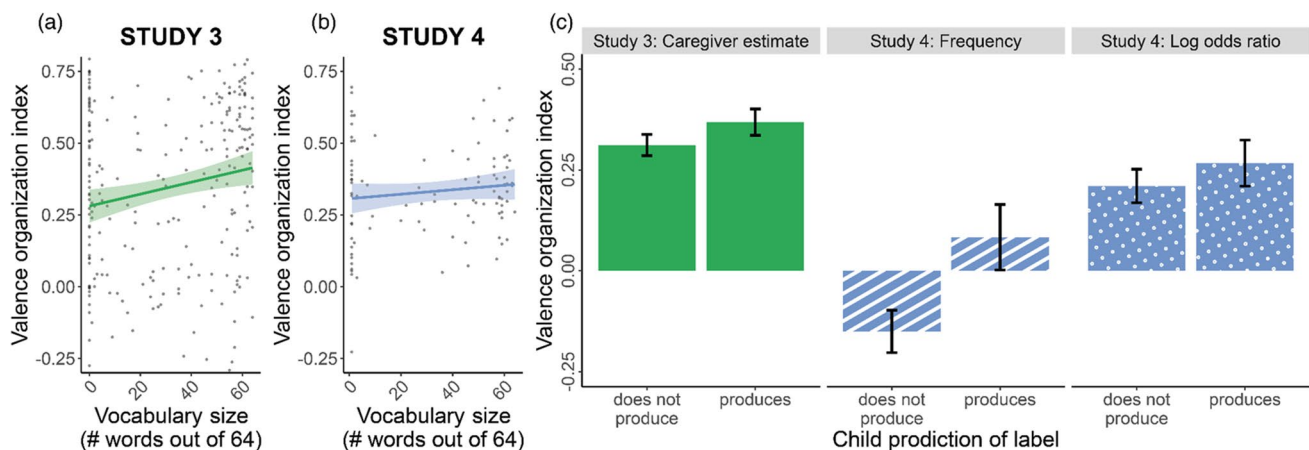 (a)
STUDY 3
Valence organization index
0.75
0.50
0.25
0.00
-0.25
0
20
40
60
Vocabulary size
(# words out of 64)
(b)
STUDY 4
Valence organization index
0.75
0.50
0.25
0.00
-0.25
0
20
40
60
Vocabulary size
(# words out of 64)
(c)
Study 3: Caregiver estimate
Study 4: Frequency
Study 4: Log odds ratio
Valence organization index
0.50
0.25
0.00
-0.25
does not
produce
produces
does not
produce
produces
does not
produce
produces
Child prodiction of label